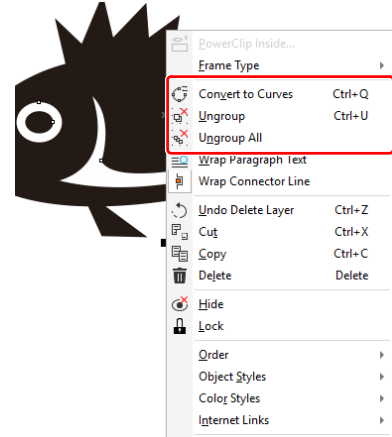 PowerClip Inside...
Frame Type
Convert to Curves Ctrl+Q
Ungroup Ctrl+U
Ungroup All
Wrap Paragraph Text
Wrap Connector Line
Undo Delete Layer Ctrl+Z
Cut Ctrl+X
Copy Ctrl+C
Delete Delete
Hide
Lock
Order
Object Styles
Color Styles
Internet Links